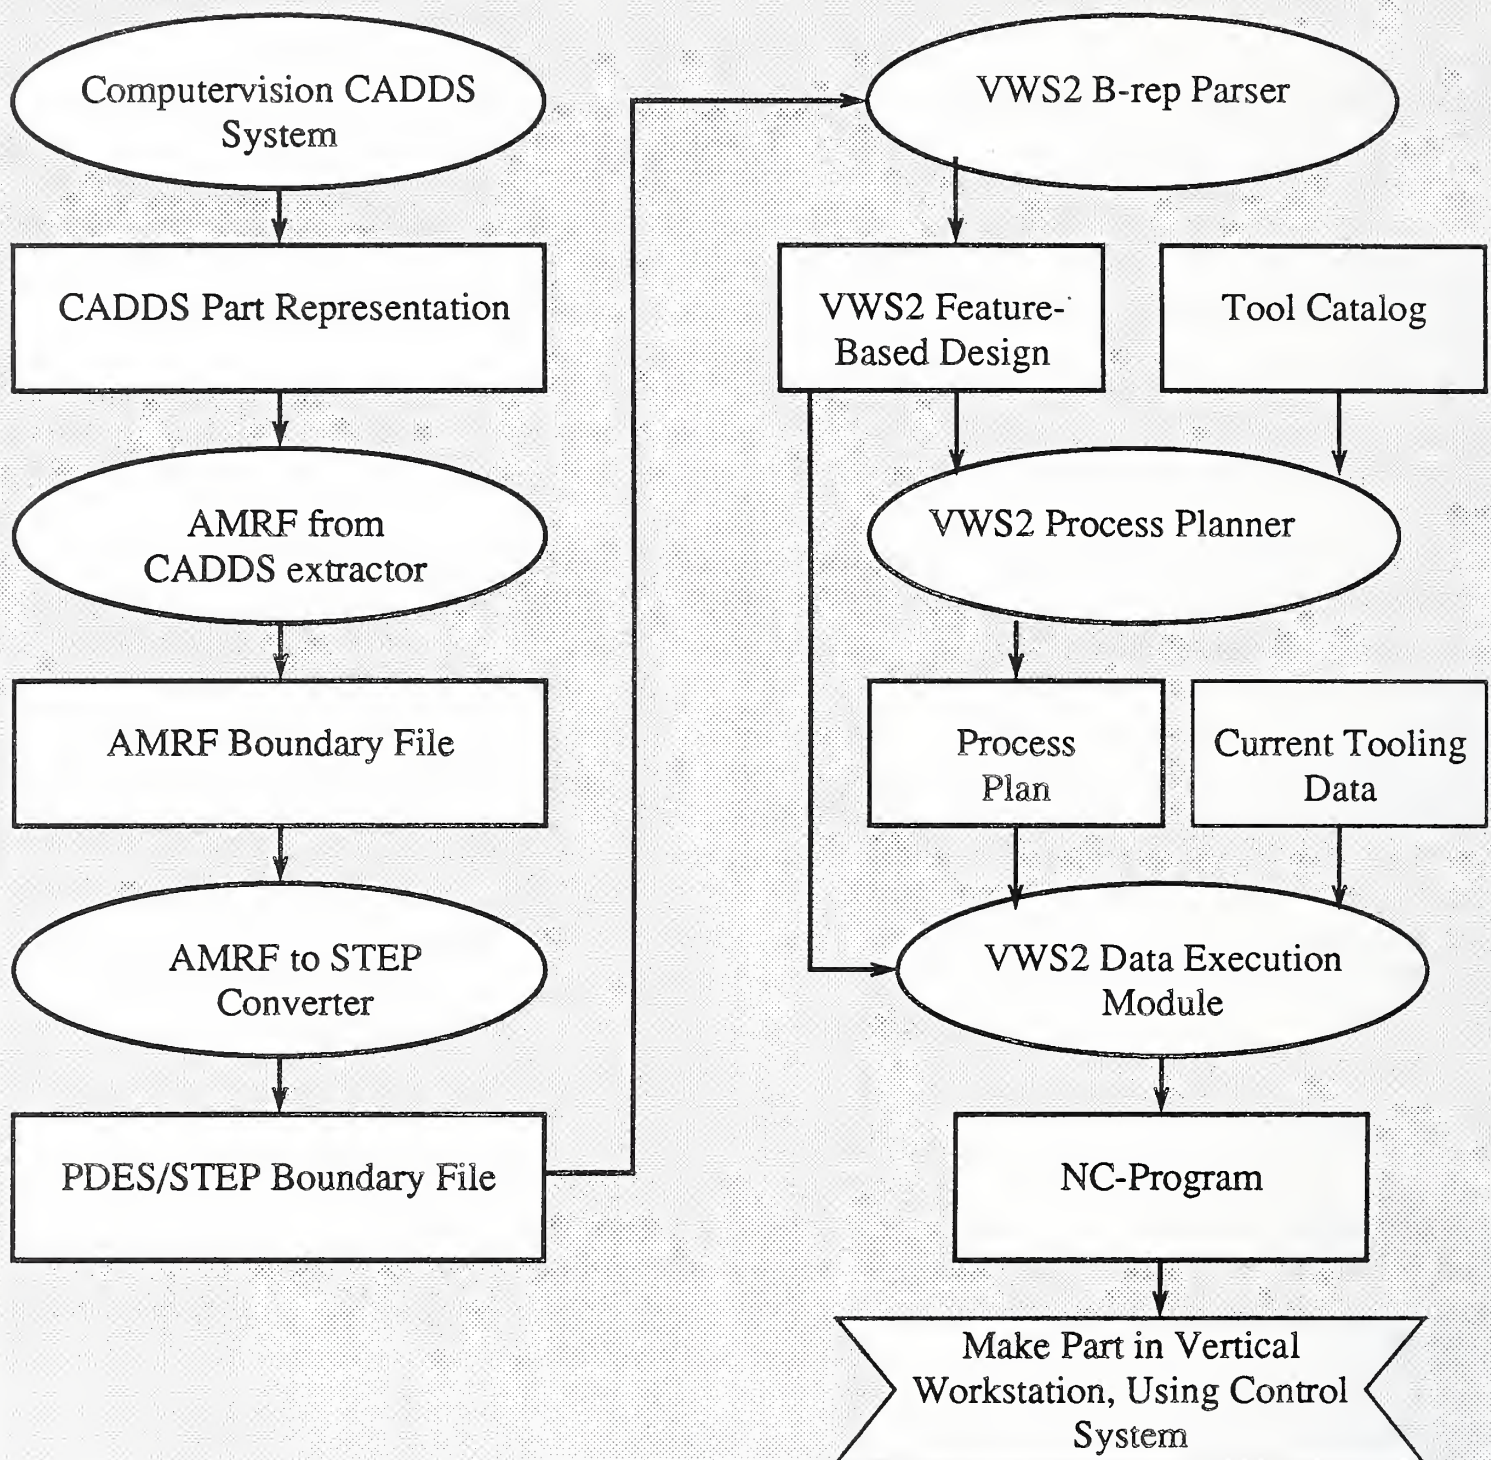 Computervision CADDS
System
CADDS Part Representation
AMRF from
CADDS extractor
AMRF Boundary File
AMRF to STEP
Converter
PDES/STEP Boundary File
VWS2 B-rep Parser
VWS2 Feature-
Based Design
Tool Catalog
VWS2 Process Planner
Process
Plan
Current Tooling
Data
VWS2 Data Execution
Module
NC-Program
Make Part in Vertical
Workstation, Using Control
System